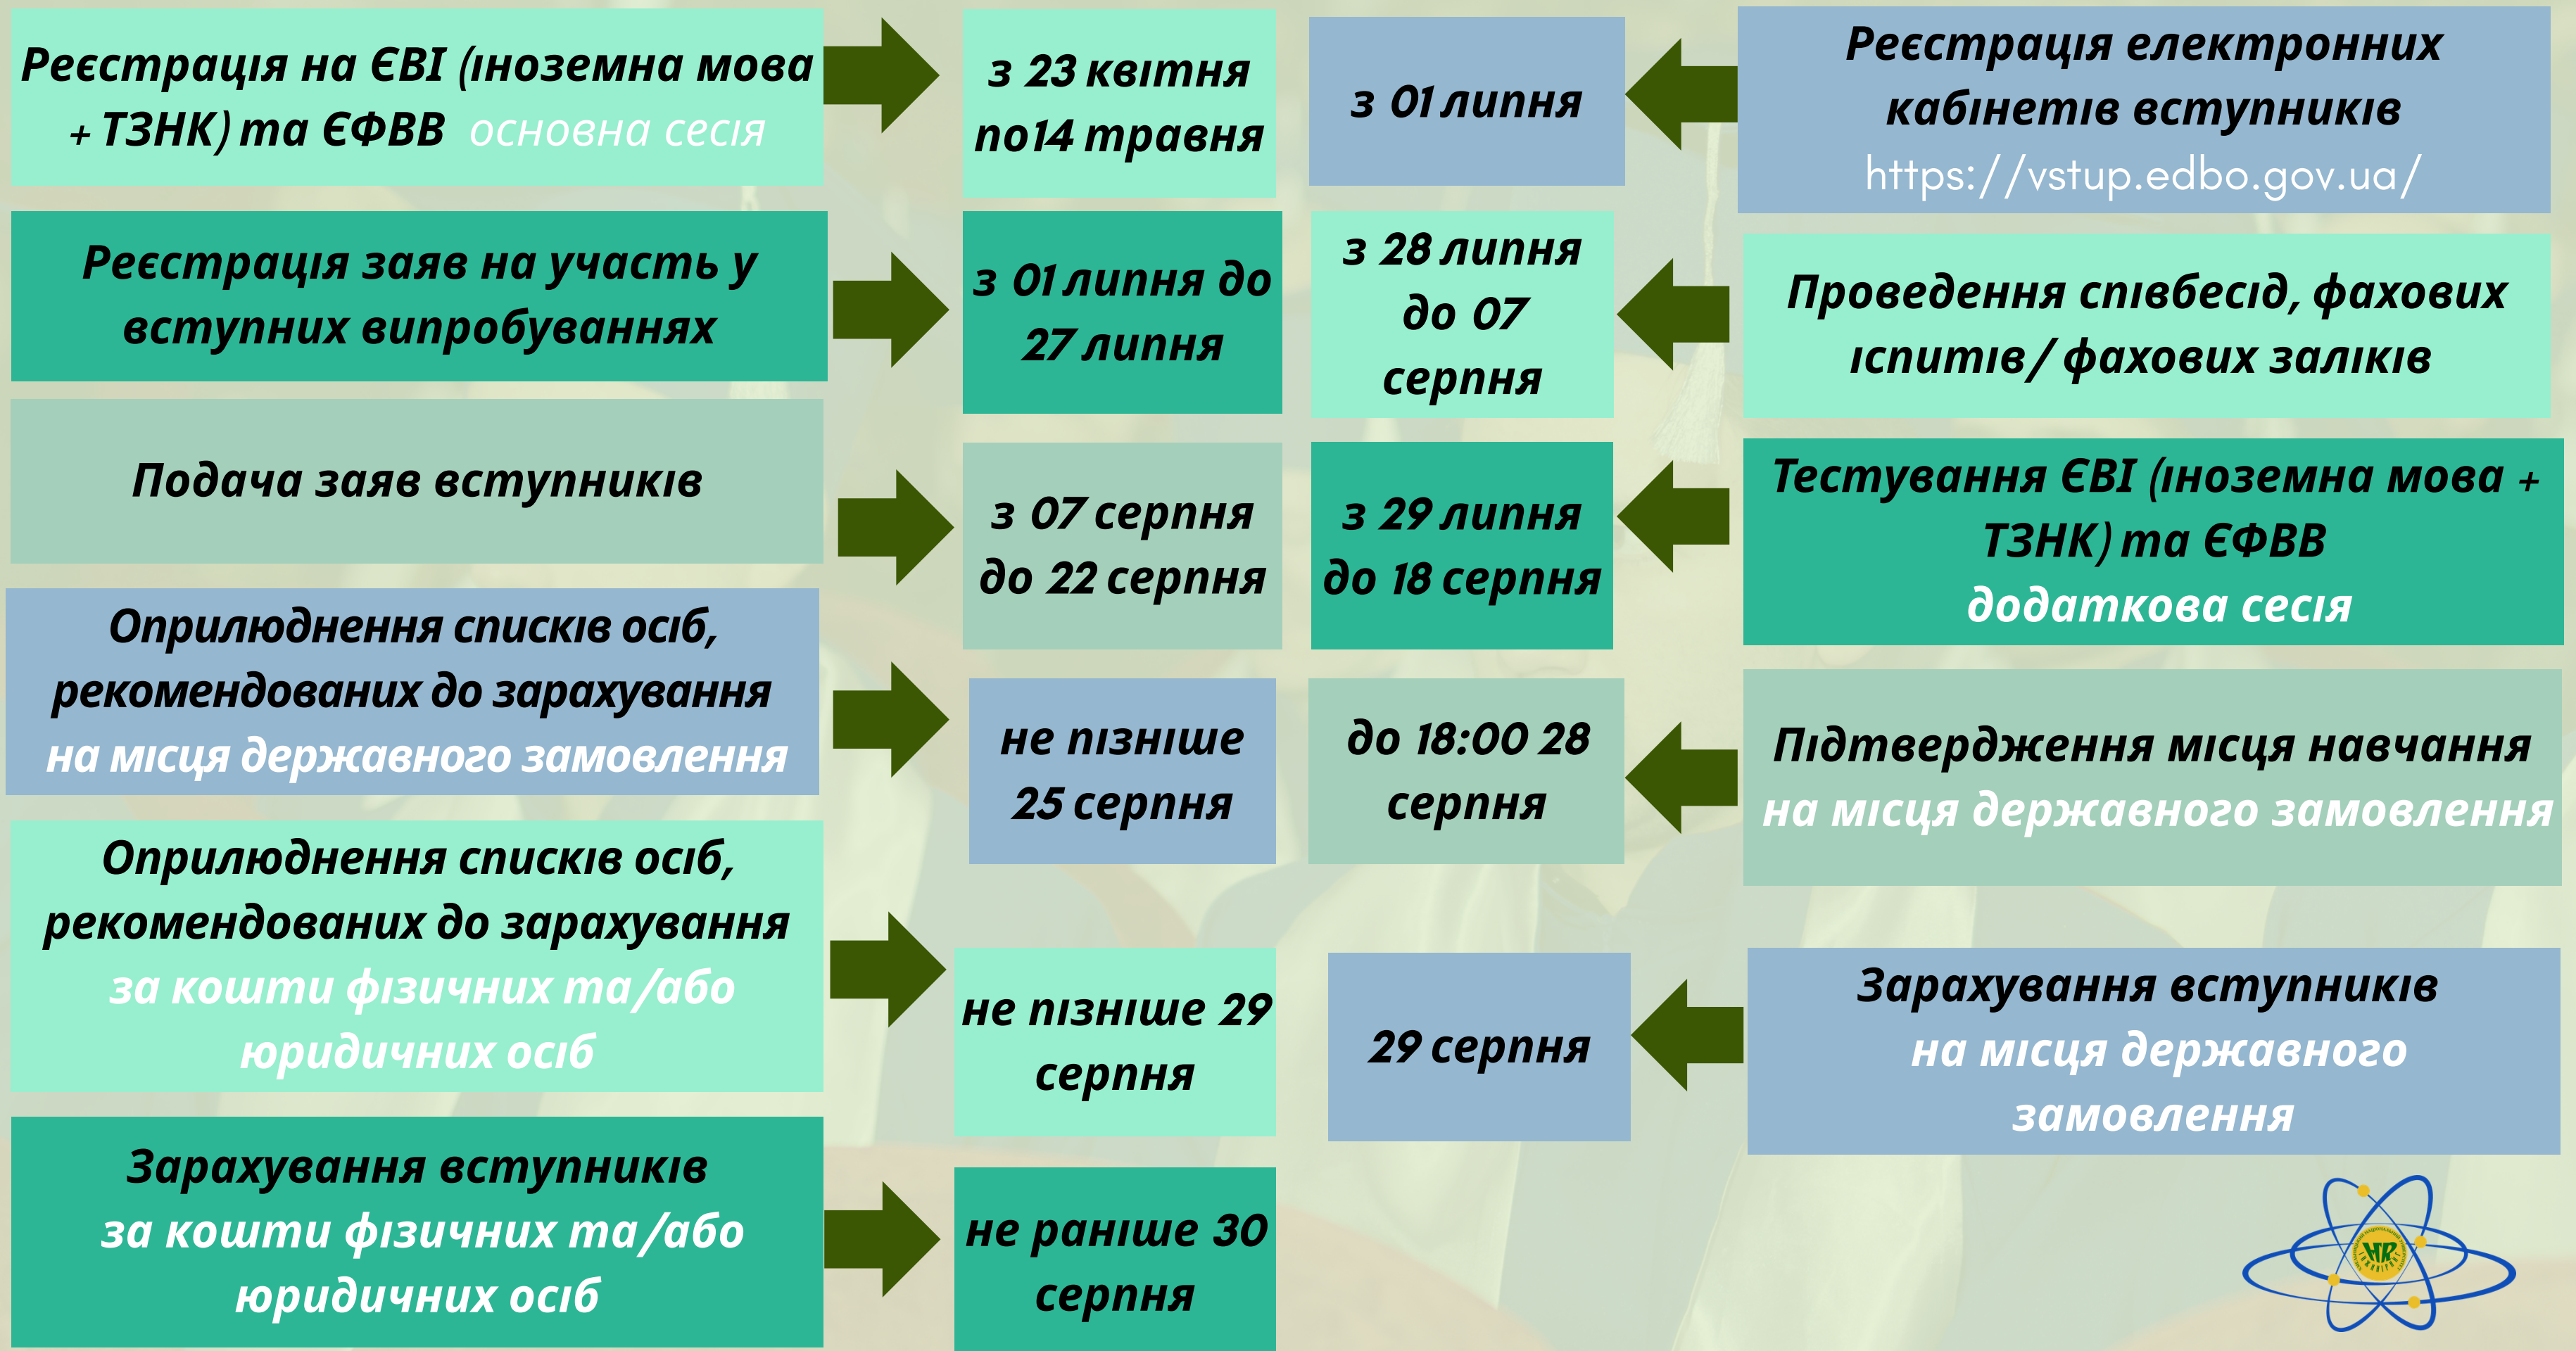 Реєстрація на ЄВІ (іноземна мова
+ ТЗНК) та ЄФВВ основна сесія
з 23 квітня
по14 травня
з 01 липня
Реєстрація електронних
кабінетів вступників
https://vstup.edbo.gov.ua/
Реєстрація заяв на участь у
вступних випробуваннях
з 01 липня до
27 липня
з 28 липня
до 07
серпня
Проведення співбесід, фахових
іспитів/ фахових заліків
Подача заяв вступників
з 07 серпня
до 22 серпня
з 29 липня
до 18 серпня
Тестування ЄВІ (іноземна мова +
ТЗНК) та ЄФВВ
додаткова сесія
Оприлюднення списків осіб,
рекомендованих до зарахування
на місця державного замовлення
не пізніше
25 серпня
до 18:00 28
серпня
Підтвердження місця навчання
на місця державного замовлення
Оприлюднення списків осіб,
рекомендованих до зарахування
за кошти фізичних та/або
юридичних осіб
не пізніше 29
серпня
29 серпня
Зарахування вступників
на місця державного
замовлення
Зарахування вступників
за кошти фізичних та/або
юридичних осіб
не раніше 30
серпня